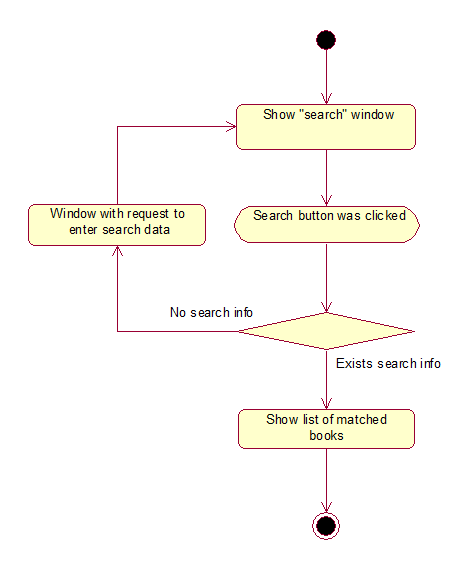 Show "search" window
Window with request to
enter search data
Search button was clicked
No search info
Exists search info
Show list of matched
books